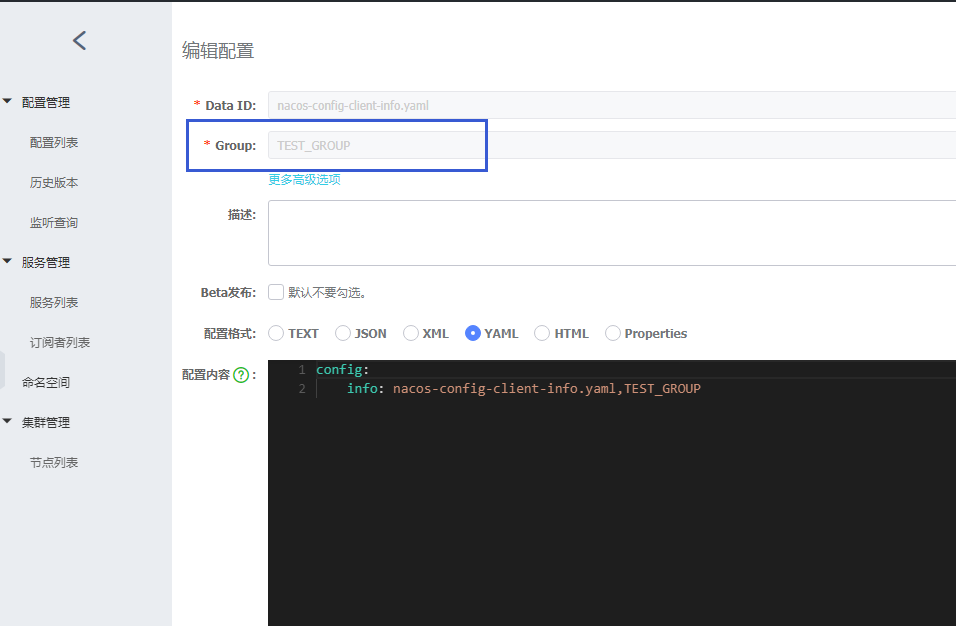 编辑配置
配置管理
配置列表
历史版本
监听查询
服务管理
服务列表
订阅者列表
命名空间
集群管理
节点列表
* Data ID: nacos-config-client-info.yaml
* Group: TEST_GROUP
更多高级选项
描述:
Beta发布: 默认不要勾选。
配置格式: TEXT JSON XML YAML HTML Properties
配置内容 ? :
1 config:
2 info: nacos-config-client-info.yaml,TEST_GROUP